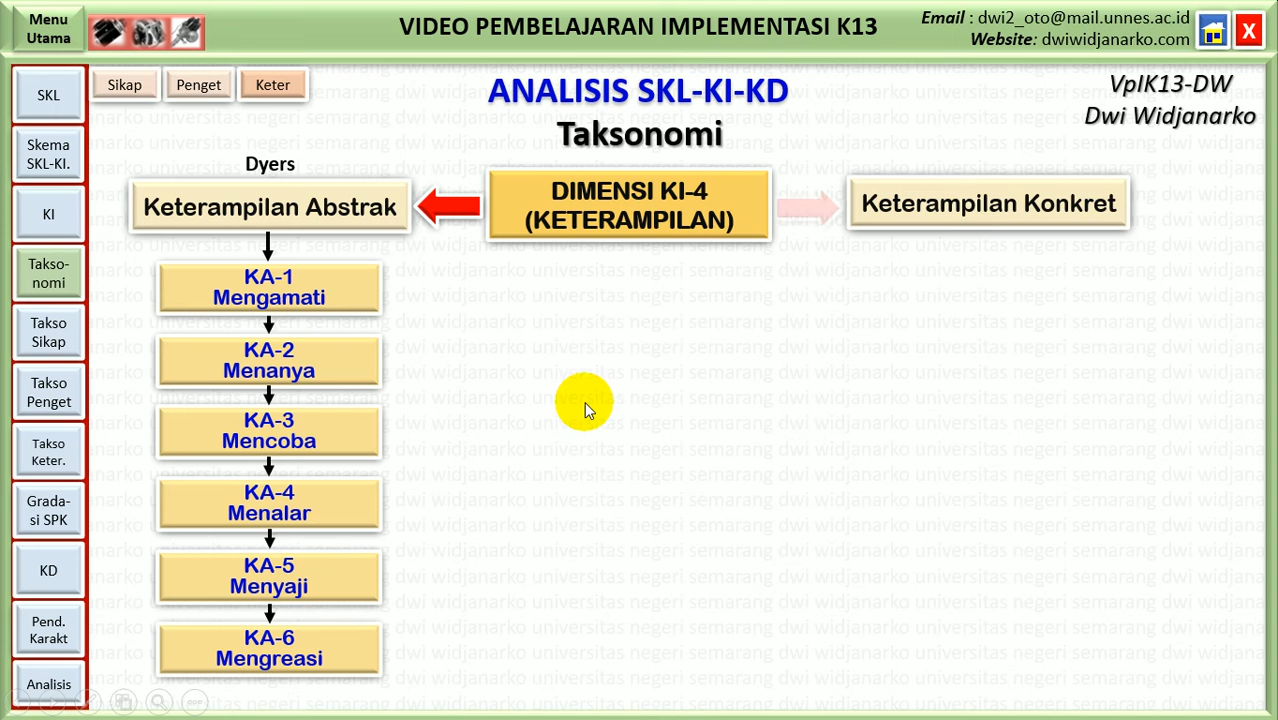 Menu
Utama
VIDEO PEMBELAJARAN IMPLEMENTASI K13
Email : dwi2_oto@mail.unnes.ac.id
Website: dwiwidjanarko.com
X
SKL
Skema
SKL-KI.
KI
Takso-
nomi
Takso
Sikap
Takso
Penget
Takso
Keter.
Grada-
si SPK
KD
Pend.
Karakt
Analisis
Sikap
Penget
Keter
ANALISIS SKL-KI-KD
Taksonomi
VpIK13-DW
Dwi Widjanarko
Dyers
Keterampilan Abstrak
DIMENSI KI-4
(KETERAMPILAN)
Keterampilan Konkret
KA-1
Mengamati
KA-2
Menanya
KA-3
Mencoba
KA-4
Menalar
KA-5
Menyaji
KA-6
Mengreasi